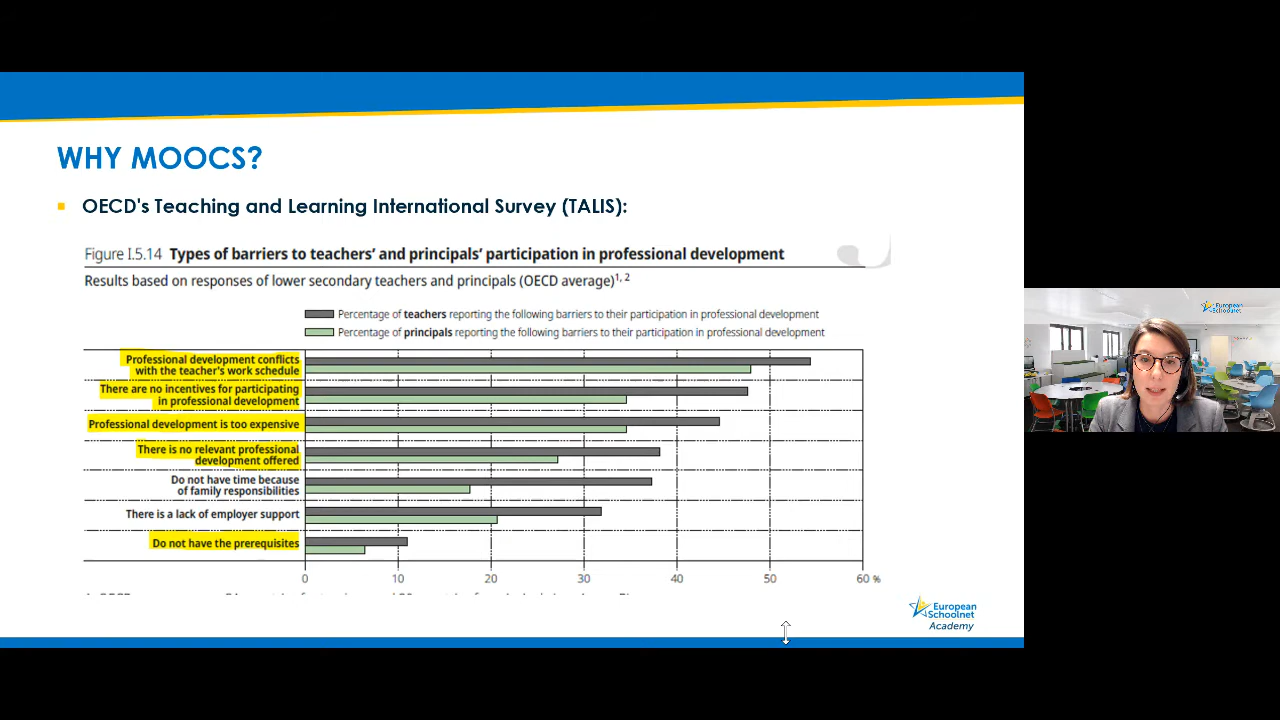 WHY MOOCS?
OECD's Teaching and Learning International Survey (TALIS):
Figure I.5.14 Types of barriers to teachers' and principals' participation in professional development
Results based on responses of lower secondary teachers and principals (OECD average)1, 2
Percentage of teachers reporting the following barriers to their participation in professional development
Percentage of principals reporting the following barriers to their participation in professional development
Professional development conflicts
with the teacher's work schedule
There are no incentives for participating
in professional development
Professional development is too expensive
There is no relevant professional
development offered
Do not have time because
of family responsibilities
There is a lack of employer support
Do not have the prerequisites
0 10 20 30 40 50 60 %
European
Schoolnet
Academy
European
Schoolnet